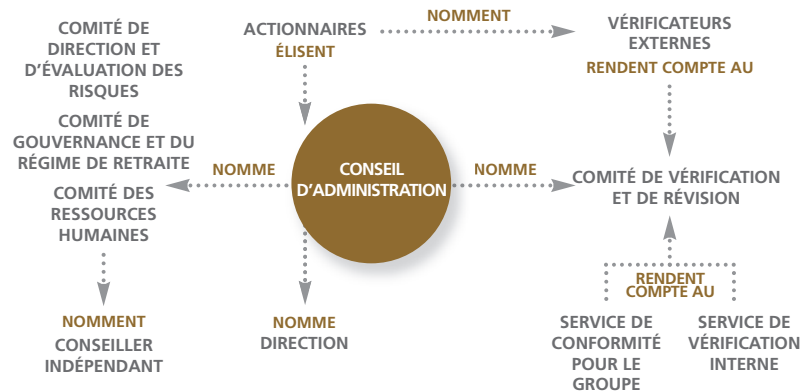 COMITÉ DE
DIRECTION ET
D'ÉVALUATION DES
RISQUES
COMITÉ DE
GOUVERNANCE ET DU
RÉGIME DE RETRAITE
COMITÉ DES
RESSOURCES
HUMAINES
NOMMENT
CONSEILLER
INDÉPENDANT
ACTIONNAIRES
ÉLISENT
NOMMENT
VÉRIFICATEURS
EXTERNES
RENDENT COMPTE AU
NOMME
CONSEIL
D'ADMINISTRATION
NOMME
COMITÉ DE VÉRIFICATION
ET DE RÉVISION
NOMME
DIRECTION
RENDENT
COMPTE AU
SERVICE DE
CONFORMITÉ
POUR LE
GROUPE
SERVICE DE
VÉRIFICATION
INTERNE